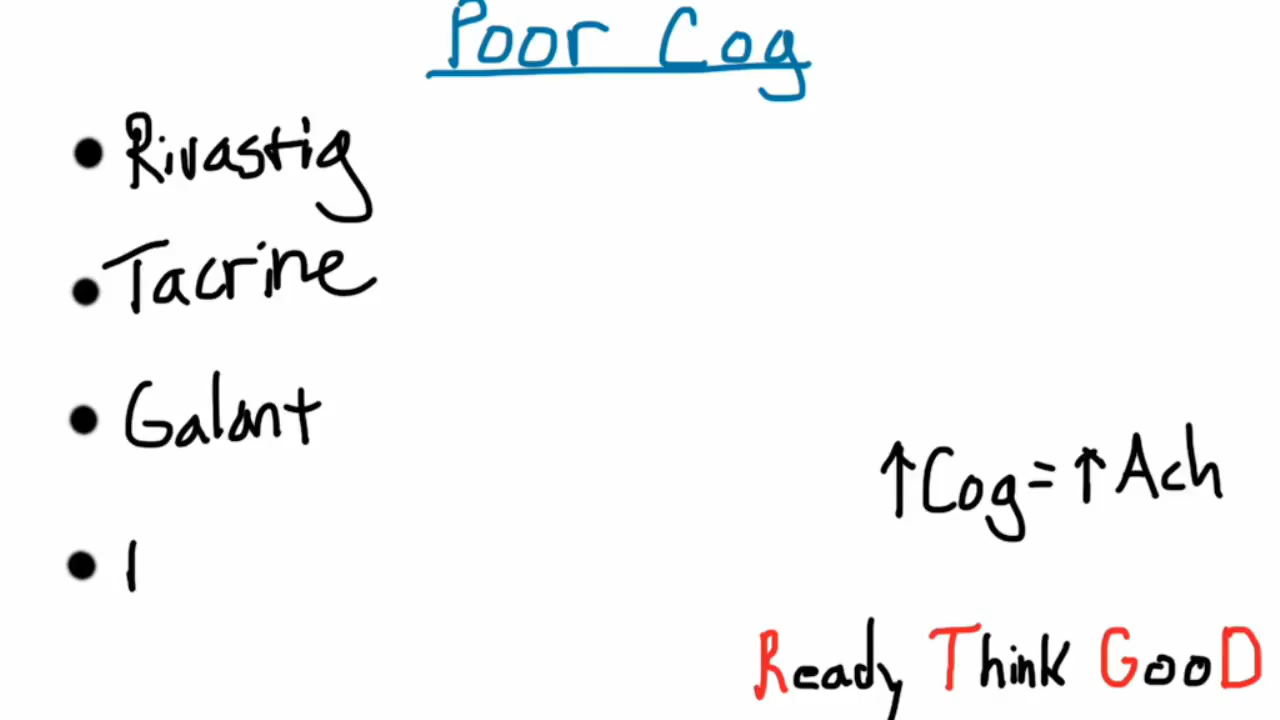 Poor Cog
• Rivastig
• Tacrine
• Galant
↑Cog=↑Ach
•
Ready Think GooD